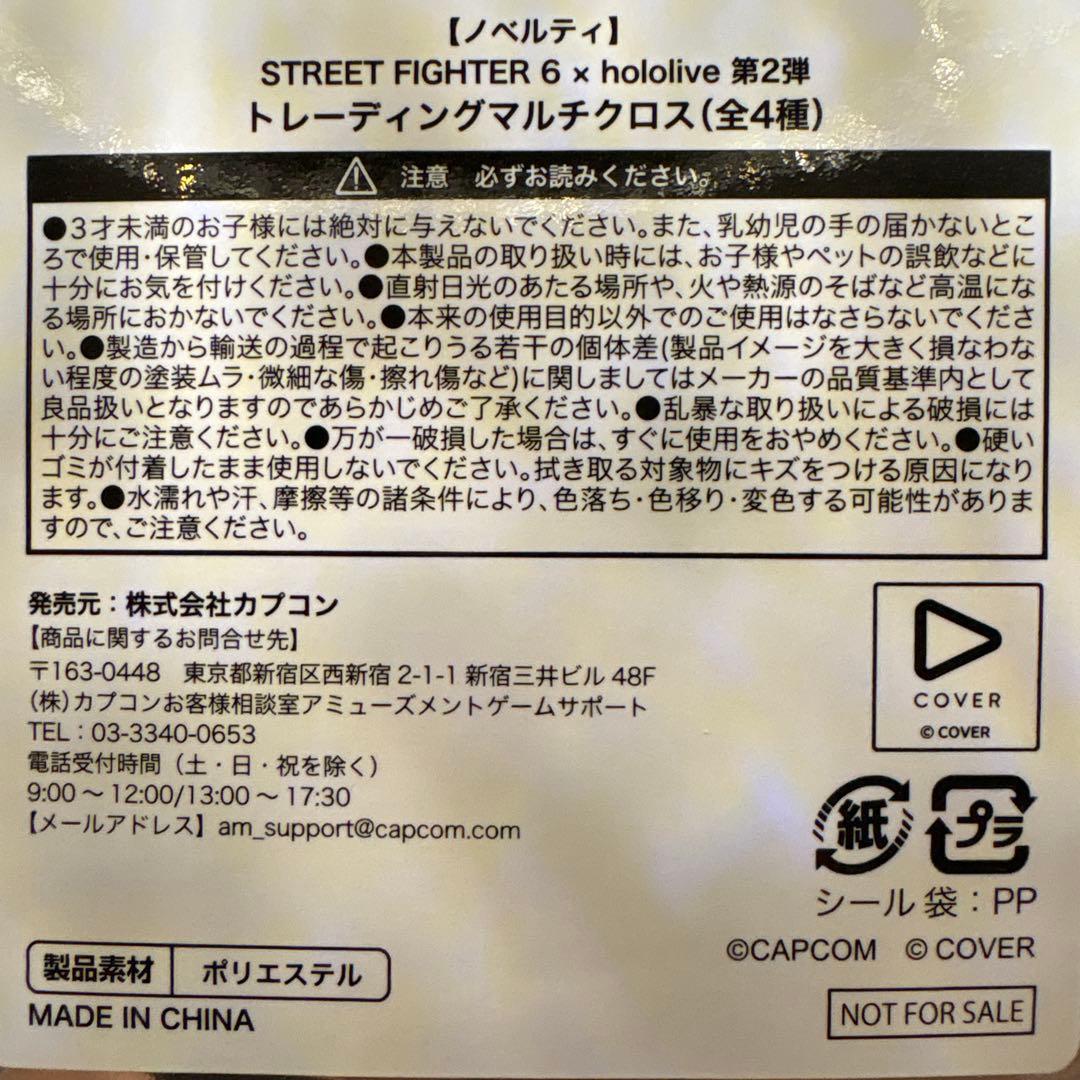 【ノベルティ】
STREET FIGHTER 6 × hololive 第2弾
トレーディングマルチクロス(全4種)
注意 必ずお読みください。
●3才未満のお子様には絶対に与えないでください。また、乳幼児の手の届かないとこ
ろで使用・保管してください。●本製品の取り扱い時には、お子様やペットの誤飲などに
十分にお気を付けください。●直射日光のあたる場所や、火や熱源のそばなど高温にな
る場所におかないでください。●本来の使用目的以外でのご使用はなさらないでくださ
い。●製造から輸送の過程で起こりうる若干の個体差(製品イメージを大きく損なわな
い程度の塗装ムラ・微細な傷・擦れ傷など)に関しましてはメーカーの品質基準内として
良品扱いとなりますのであらかじめご了承ください。●乱暴な取り扱いによる破損には
十分にご注意ください。●万が一破損した場合は、すぐに使用をおやめください。●硬い
ゴミが付着したまま使用しないでください。拭き取る対象物にキズをつける原因になり
ます。●水濡れや汗、摩擦等の諸条件により、色落ち・色移り・変色する可能性がありま
すので、ご注意ください。
発売元:株式会社カプコン
【商品に関するお問合せ先】
〒163-0448 東京都新宿区西新宿 2-1-1 新宿三井ビル 48F
(株)カプコンお客様相談室アミューズメントゲームサポート
TEL:03-3340-0653
電話受付時間(土・日・祝を除く)
9:00 ~ 12:00/13:00 ~ 17:30
【メールアドレス】am_support@capcom.com
COVER
© COVER
紙 プラ
シール 袋:PP
©CAPCOM © COVER
製品素材 ポリエステル
MADE IN CHINA
NOT FOR SALE